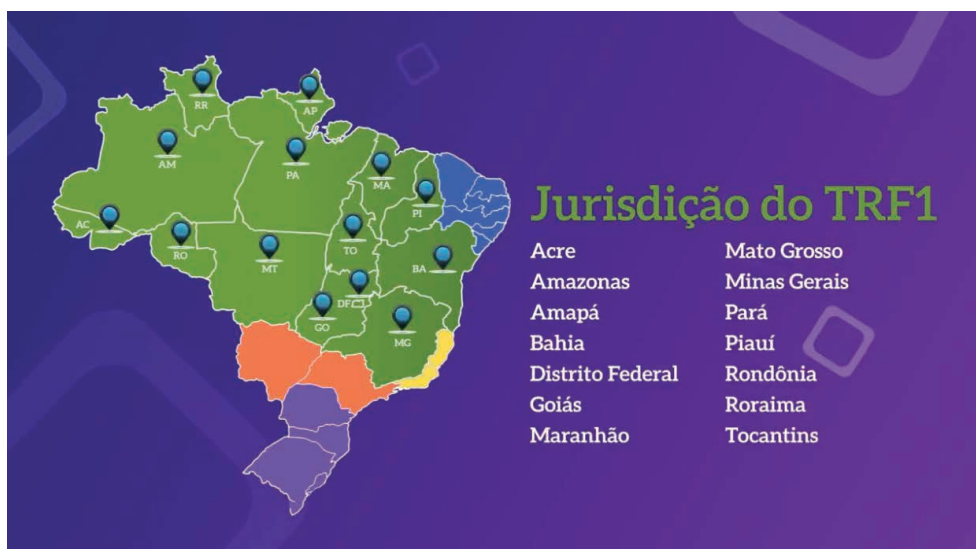 RR
AP
AM
PA
MA
PI
AC
RO
MT
TO
BA
DF
GO
MG
Jurisdição do TRF1
Acre
Amazonas
Amapá
Bahia
Distrito Federal
Goiás
Maranhão
Mato Grosso
Minas Gerais
Pará
Piauí
Rondônia
Roraima
Tocantins